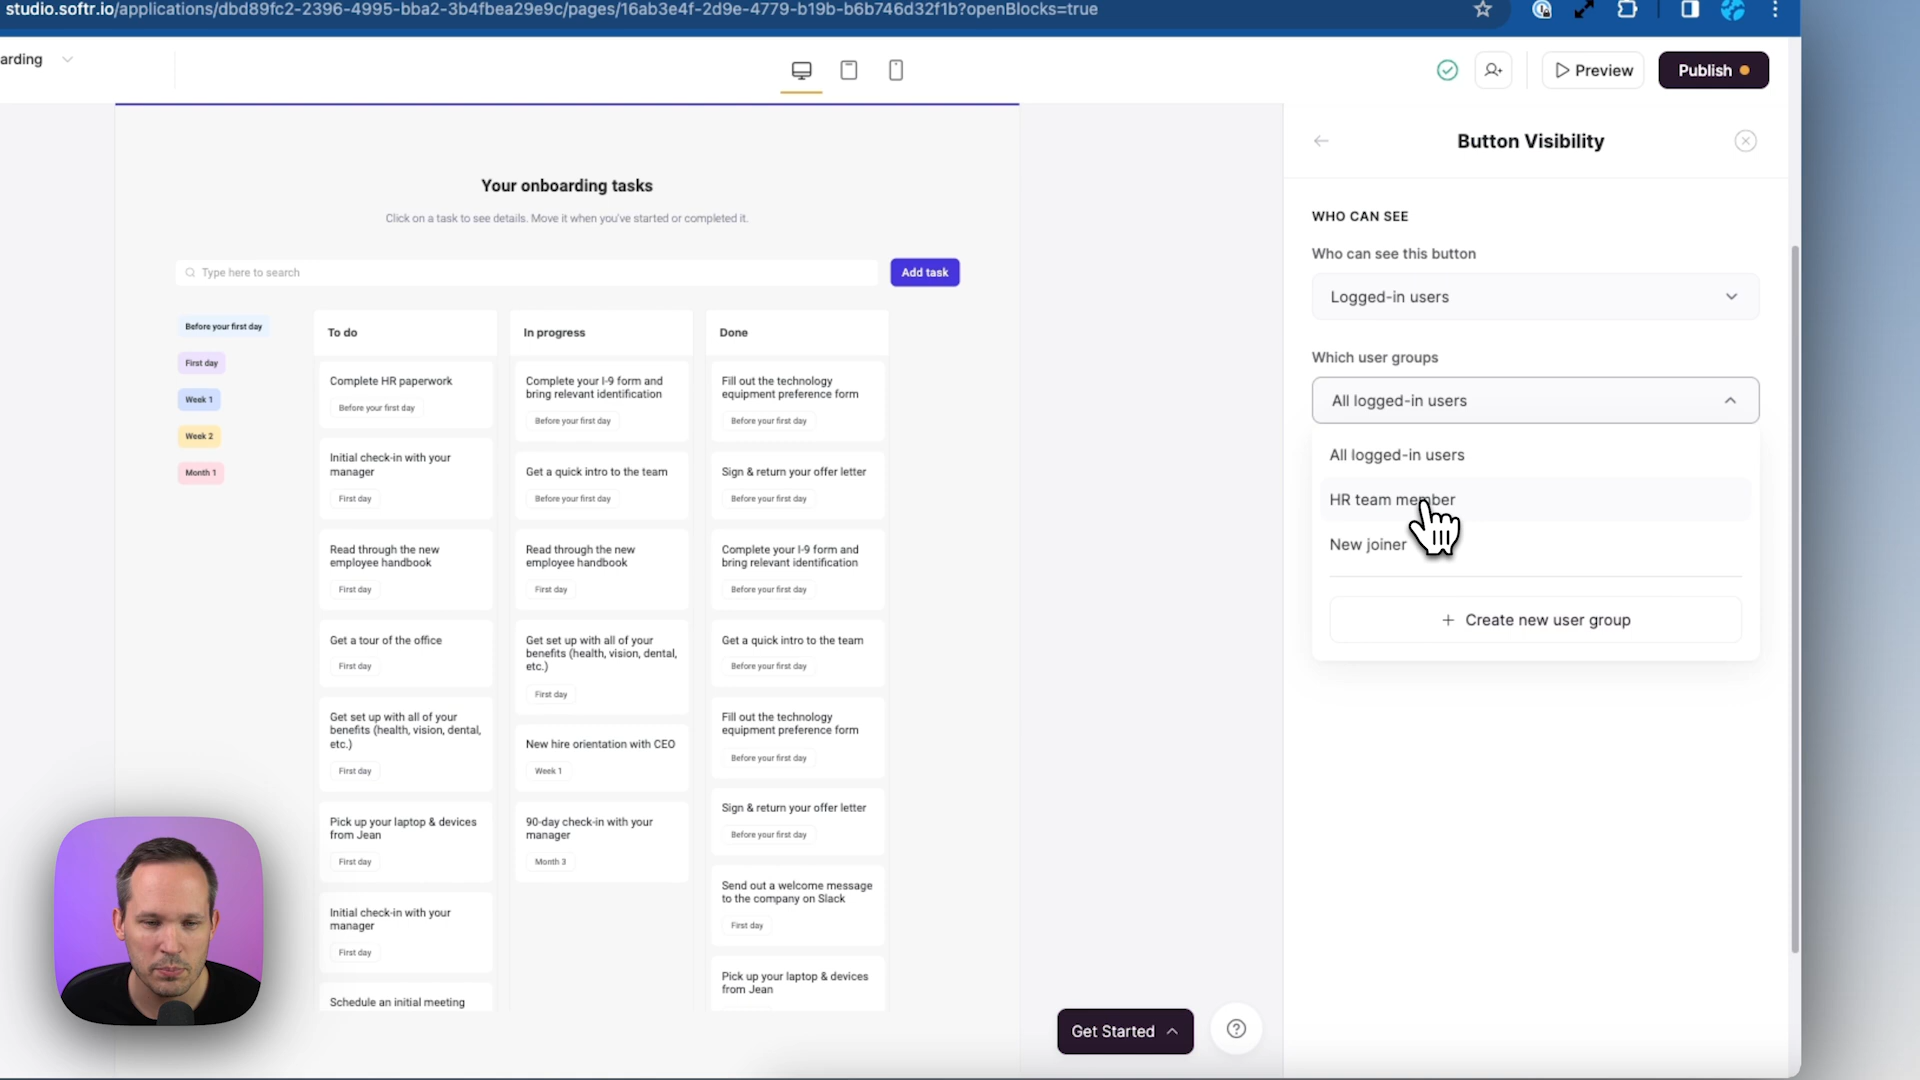 studio.softr.io/applications/dbd89fc2-2396-4995-bba2-3b4fbea29e9c/pages/16ab3e4f-2d9e-4779-b19b-b6b746d32f1b?openBlocks=true
arding
Preview
Publish
Your onboarding tasks
Click on a task to see details. Move it when you've started or completed it.
Type here to search
Add task
Before your first day
First day
Week 1
Week 2
Month 1
To do
Complete HR paperwork
Before your first day
Initial check-in with your
manager
First day
Read through the new
employee handbook
First day
Get a tour of the office
First day
Get set up with all of your
benefits (health, vision, dental,
etc.)
First day
Pick up your laptop & devices
from Jean
First day
Initial check-in with your
manager
First day
Schedule an initial meeting
In progress
Complete your I-9 form and
bring relevant identification
Before your first day
Get a quick intro to the team
Before your first day
Read through the new
employee handbook
First day
Get set up with all of your
benefits (health, vision, dental,
etc.)
First day
New hire orientation with CEO
Week 1
90-day check-in with your
manager
Month 3
Done
Fill out the technology
equipment preference form
Before your first day
Sign & return your offer letter
Before your first day
Complete your I-9 form and
bring relevant identification
Before your first day
Get a quick intro to the team
Before your first day
Fill out the technology
equipment preference form
Before your first day
Sign & return your offer letter
Before your first day
Send out a welcome message
to the company on Slack
First day
Pick up your laptop & devices
from Jean
Button Visibility
WHO CAN SEE
Who can see this button
Logged-in users
Which user groups
All logged-in users
All logged-in users
HR team member
New joiner
+ Create new user group
Get Started